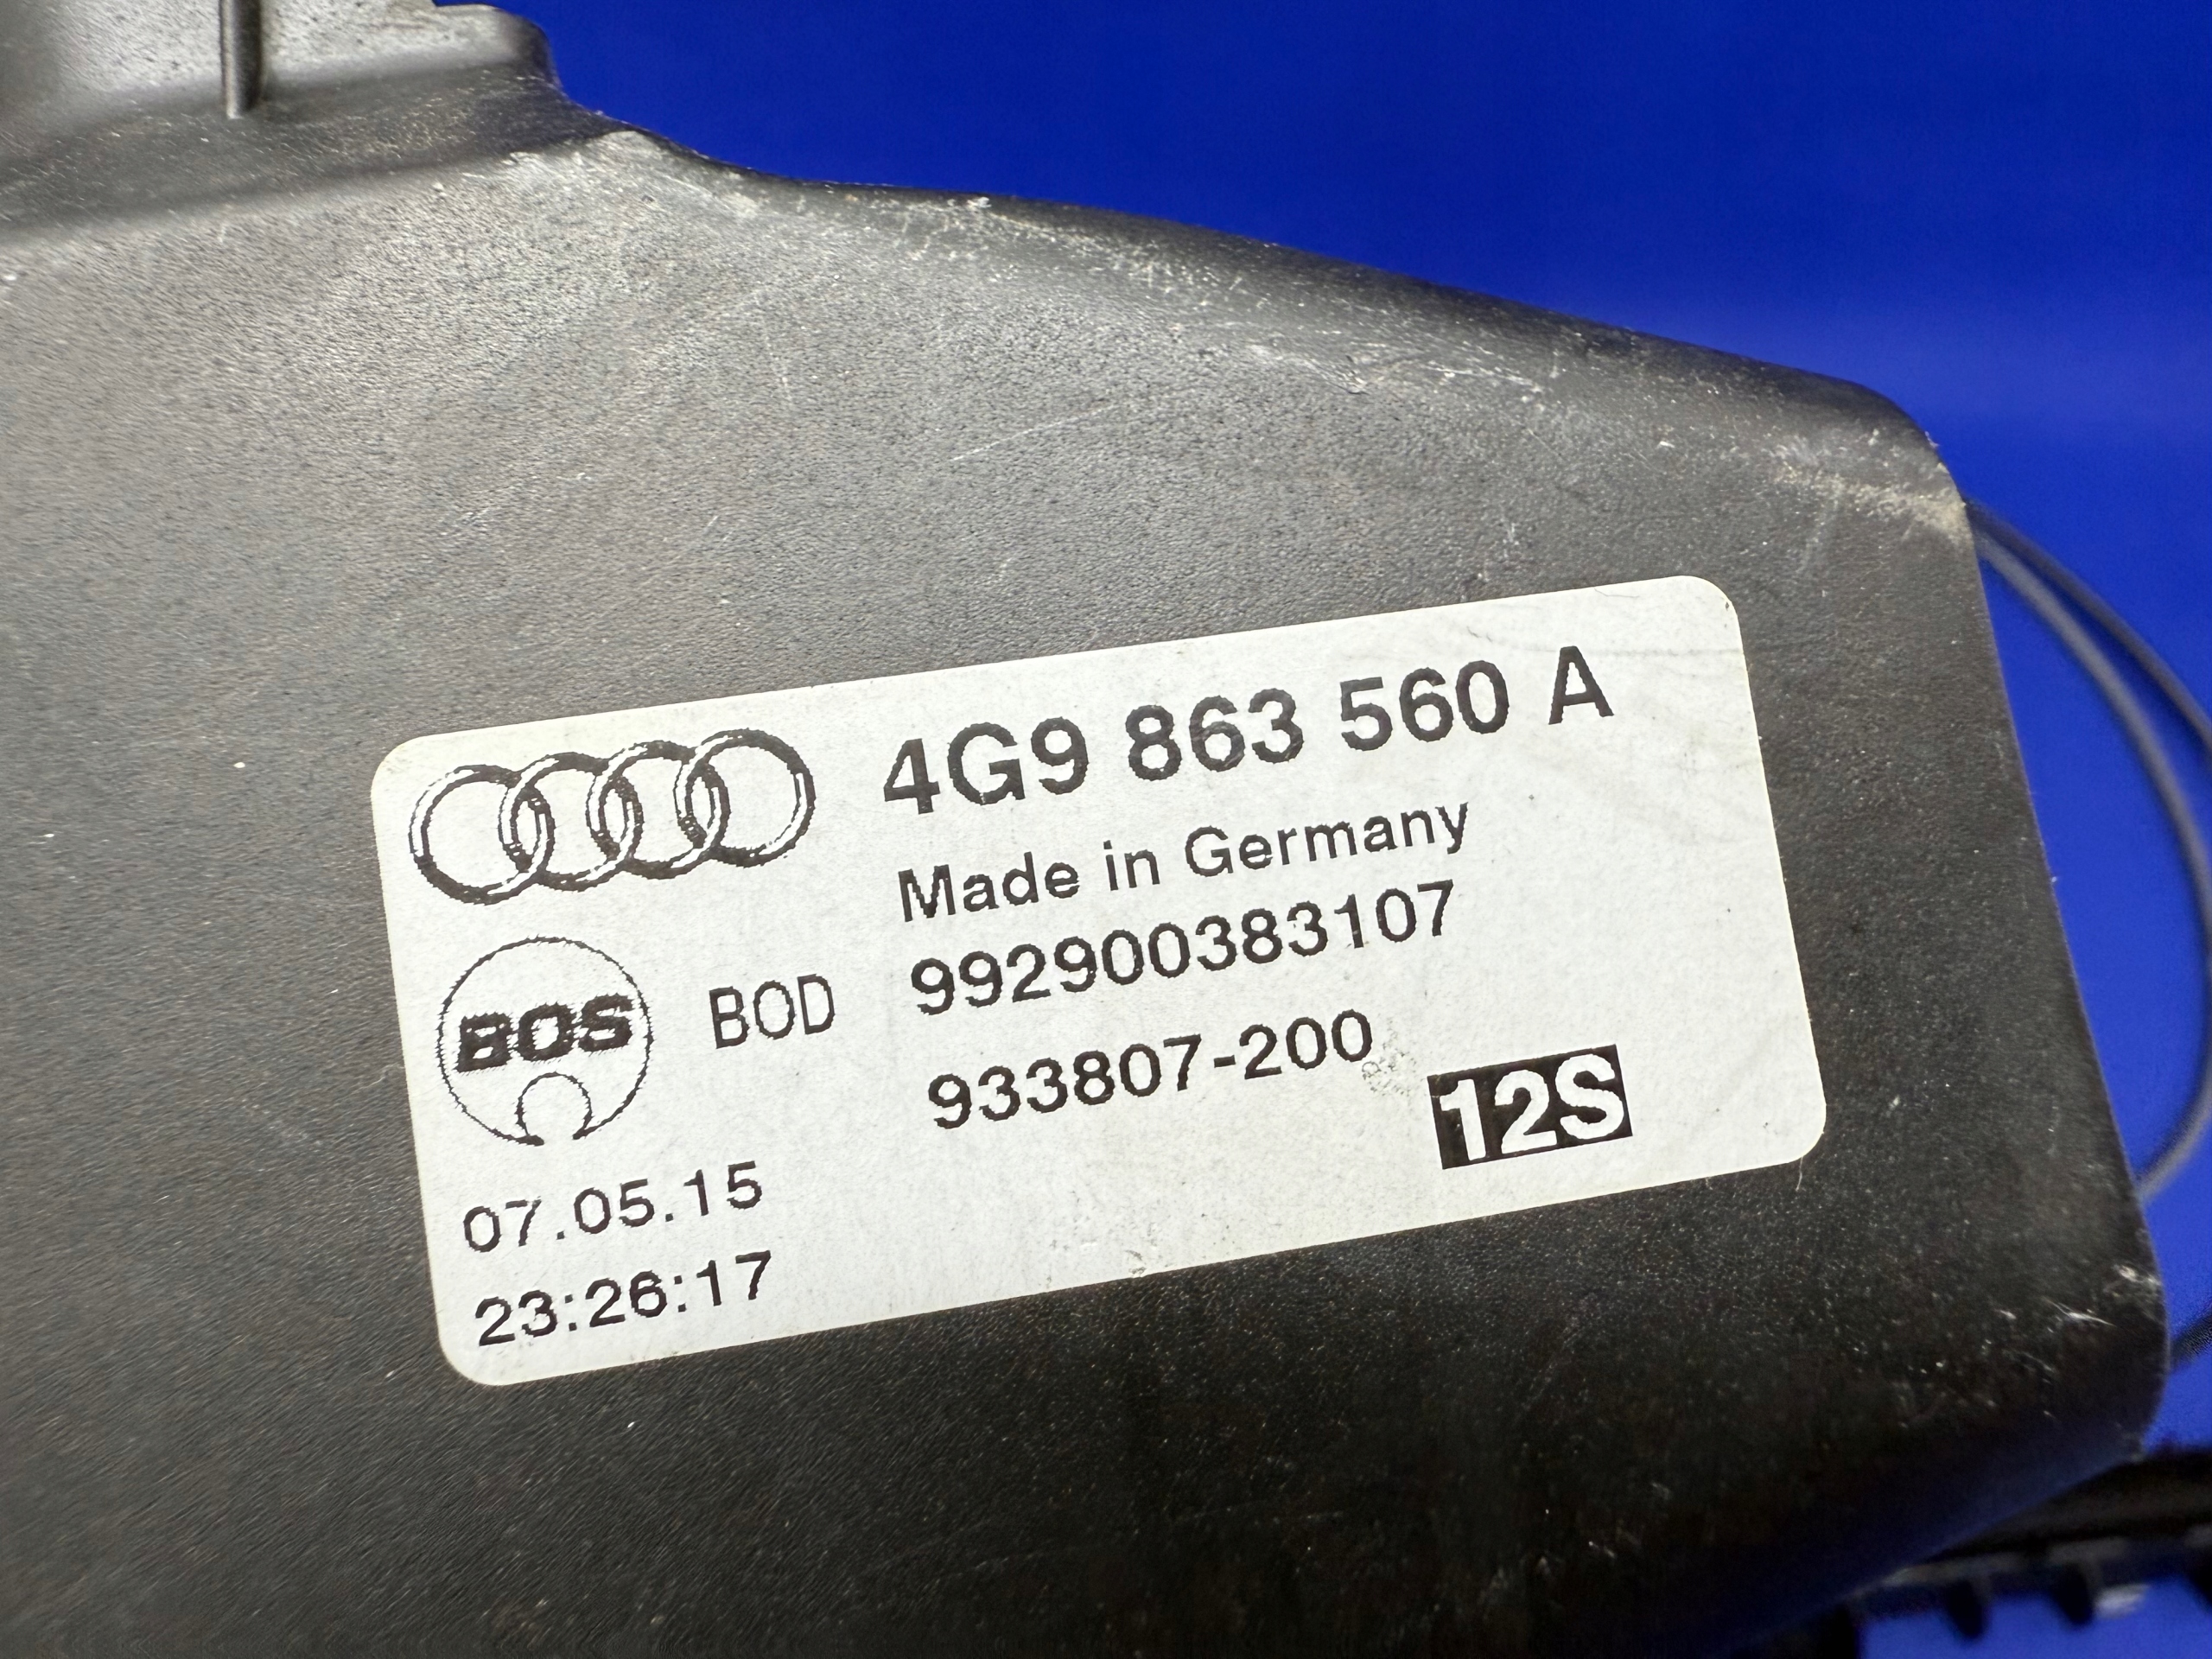 4G9 863 560 A
Made in Germany
BOS BOD 992900383107
933807-200
12S
07.05.15
23:26:17